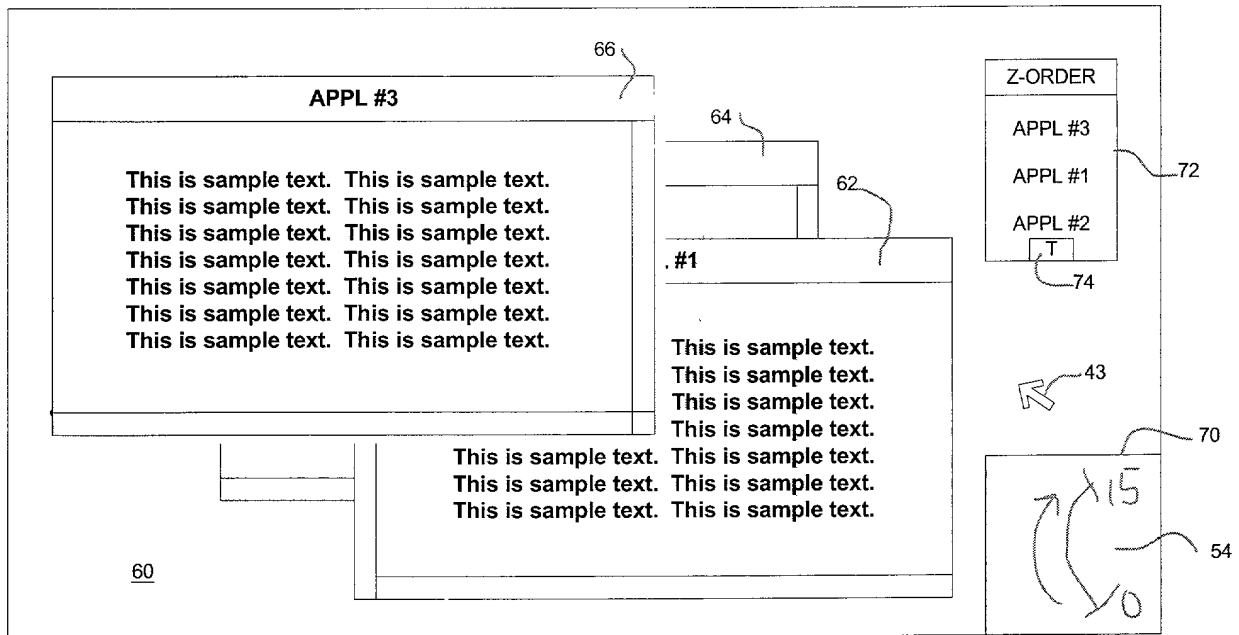 66
APPL #3
Z-ORDER
64
APPL #3
This is sample text. This is sample text.
62
APPL #1
72
This is sample text. This is sample text.
This is sample text. This is sample text.
APPL #2
T
This is sample text. This is sample text.
. #1
74
This is sample text. This is sample text.
This is sample text. This is sample text.
This is sample text. This is sample text.
This is sample text.
This is sample text.
43
This is sample text.
This is sample text.
70
This is sample text. This is sample text.
15
This is sample text. This is sample text.
This is sample text. This is sample text.
54
60
0